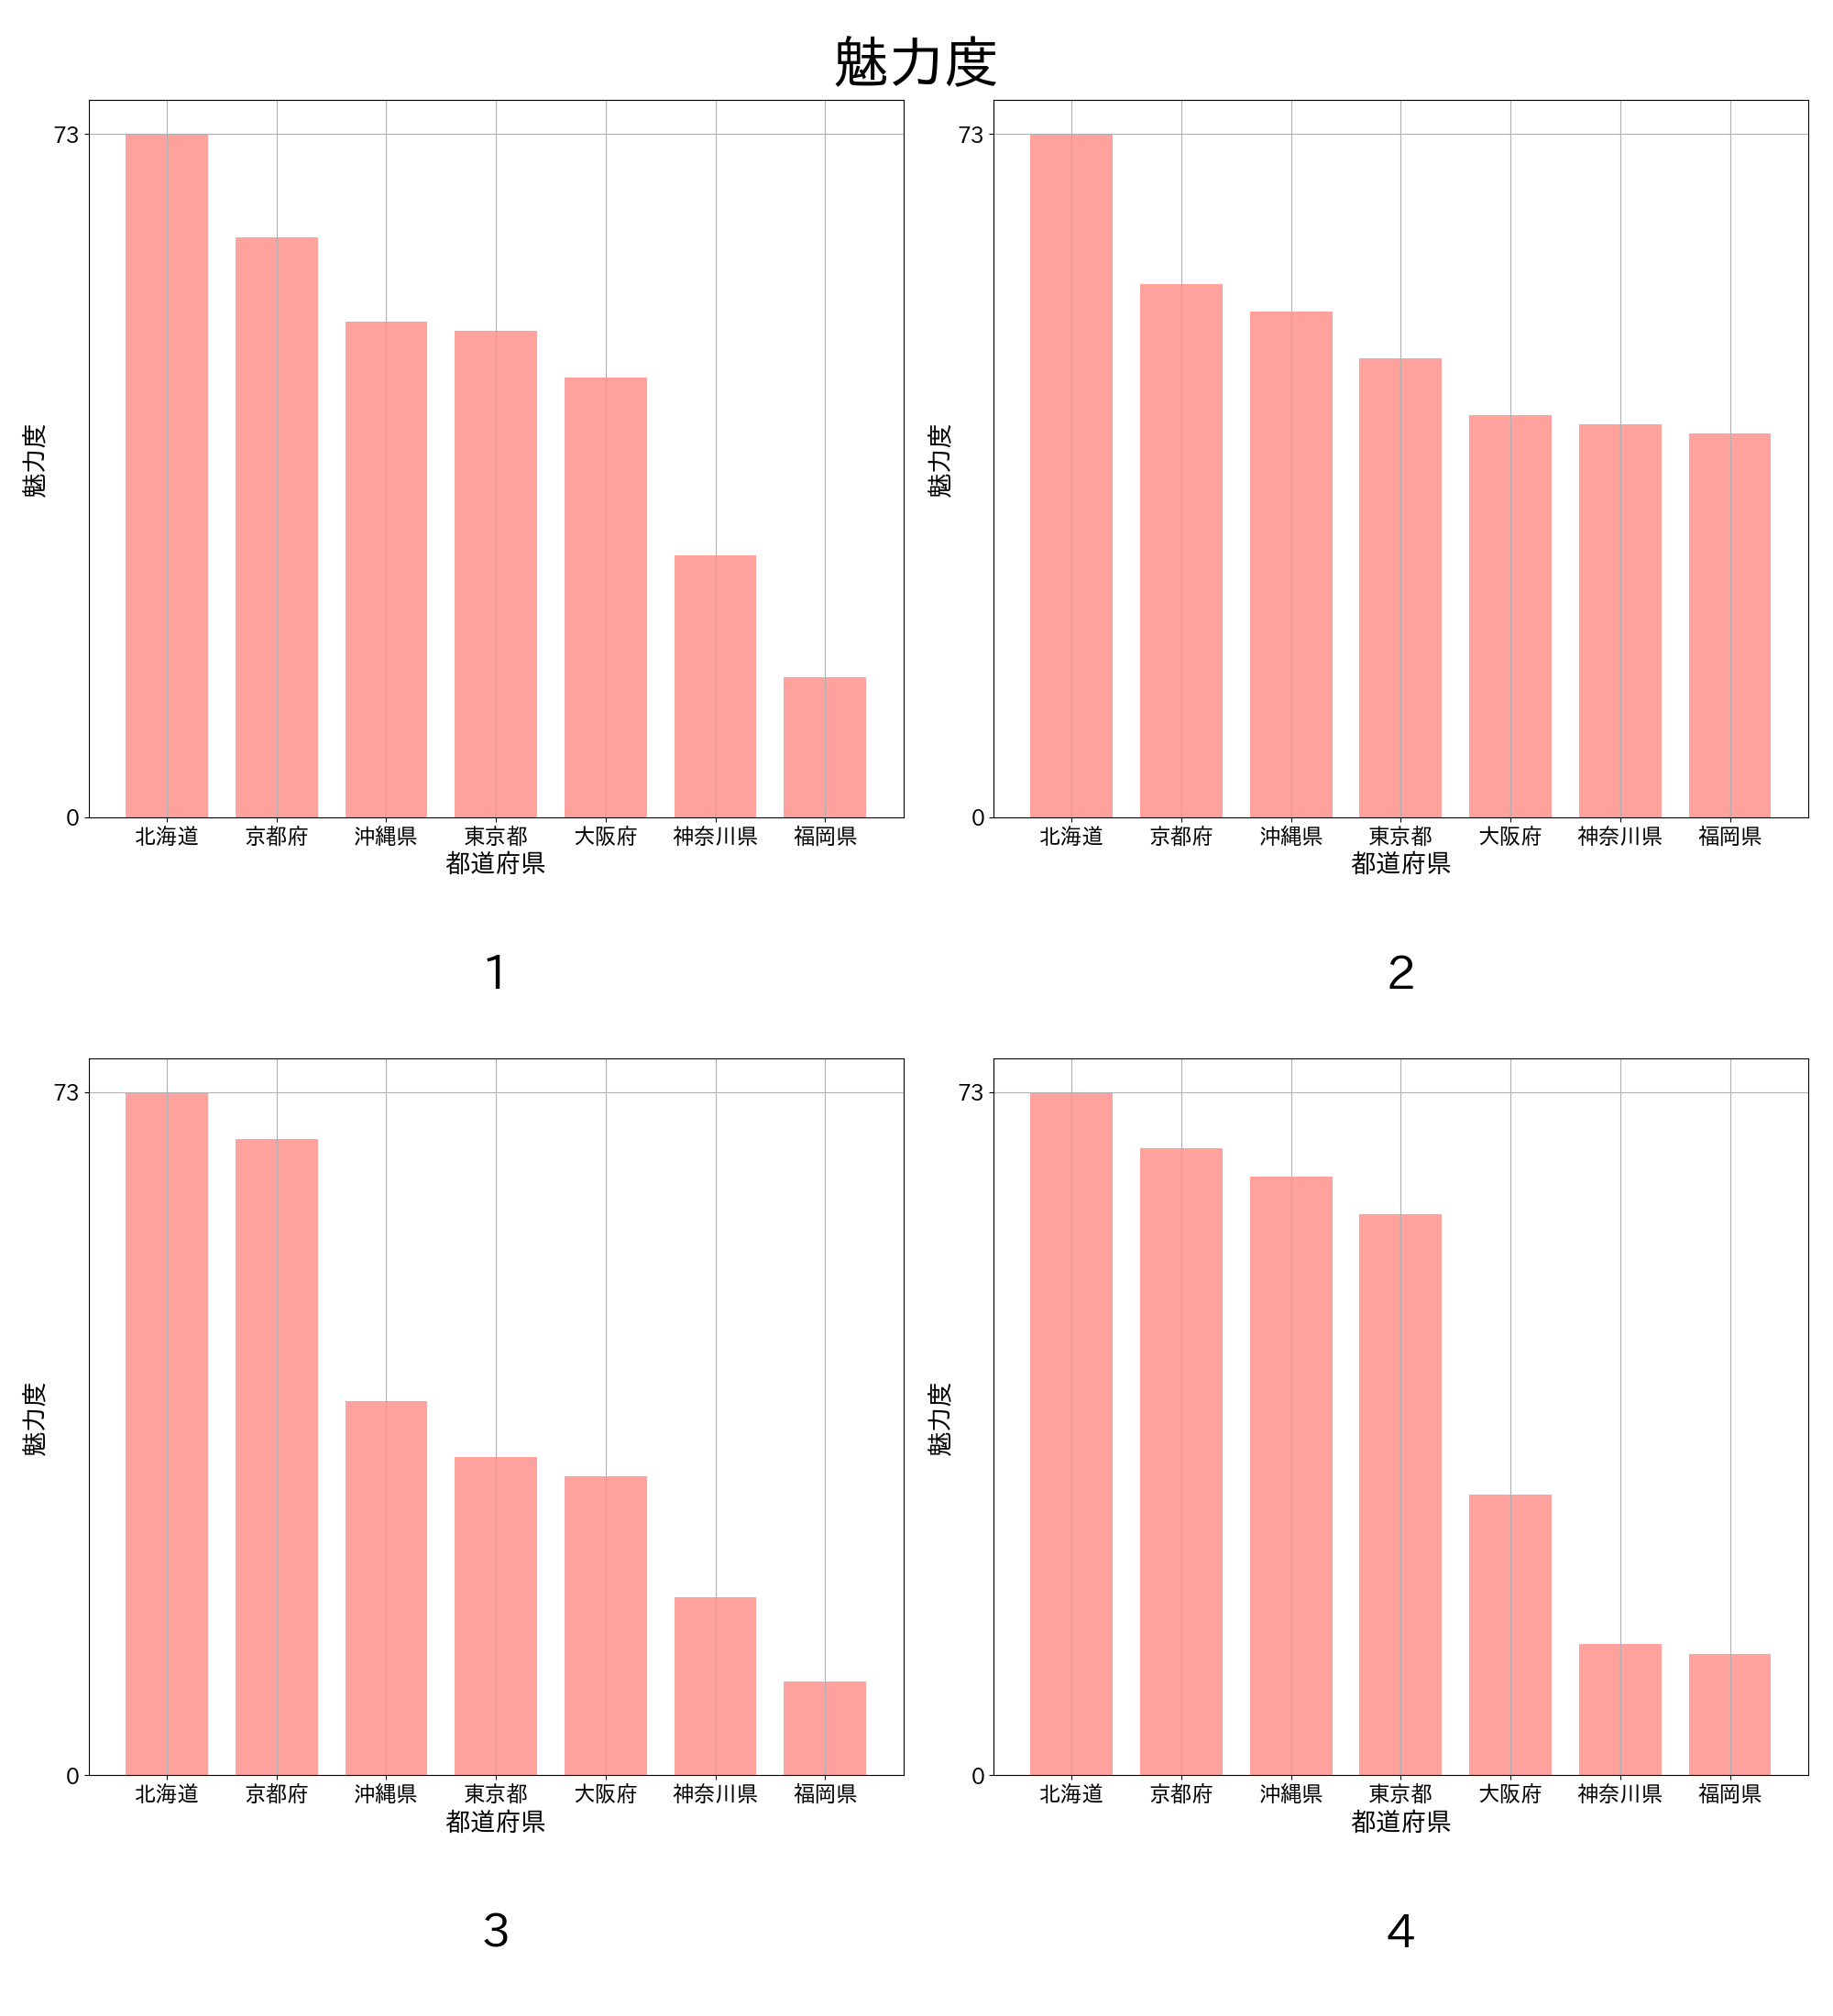 魅力度
73
0
魅力度
北海道 京都府 沖縄県 東京都 大阪府 神奈川県 福岡県
都道府県
1
73
0
魅力度
北海道 京都府 沖縄県 東京都 大阪府 神奈川県 福岡県
都道府県
2
73
0
魅力度
北海道 京都府 沖縄県 東京都 大阪府 神奈川県 福岡県
都道府県
3
73
0
魅力度
北海道 京都府 沖縄県 東京都 大阪府 神奈川県 福岡県
都道府県
4